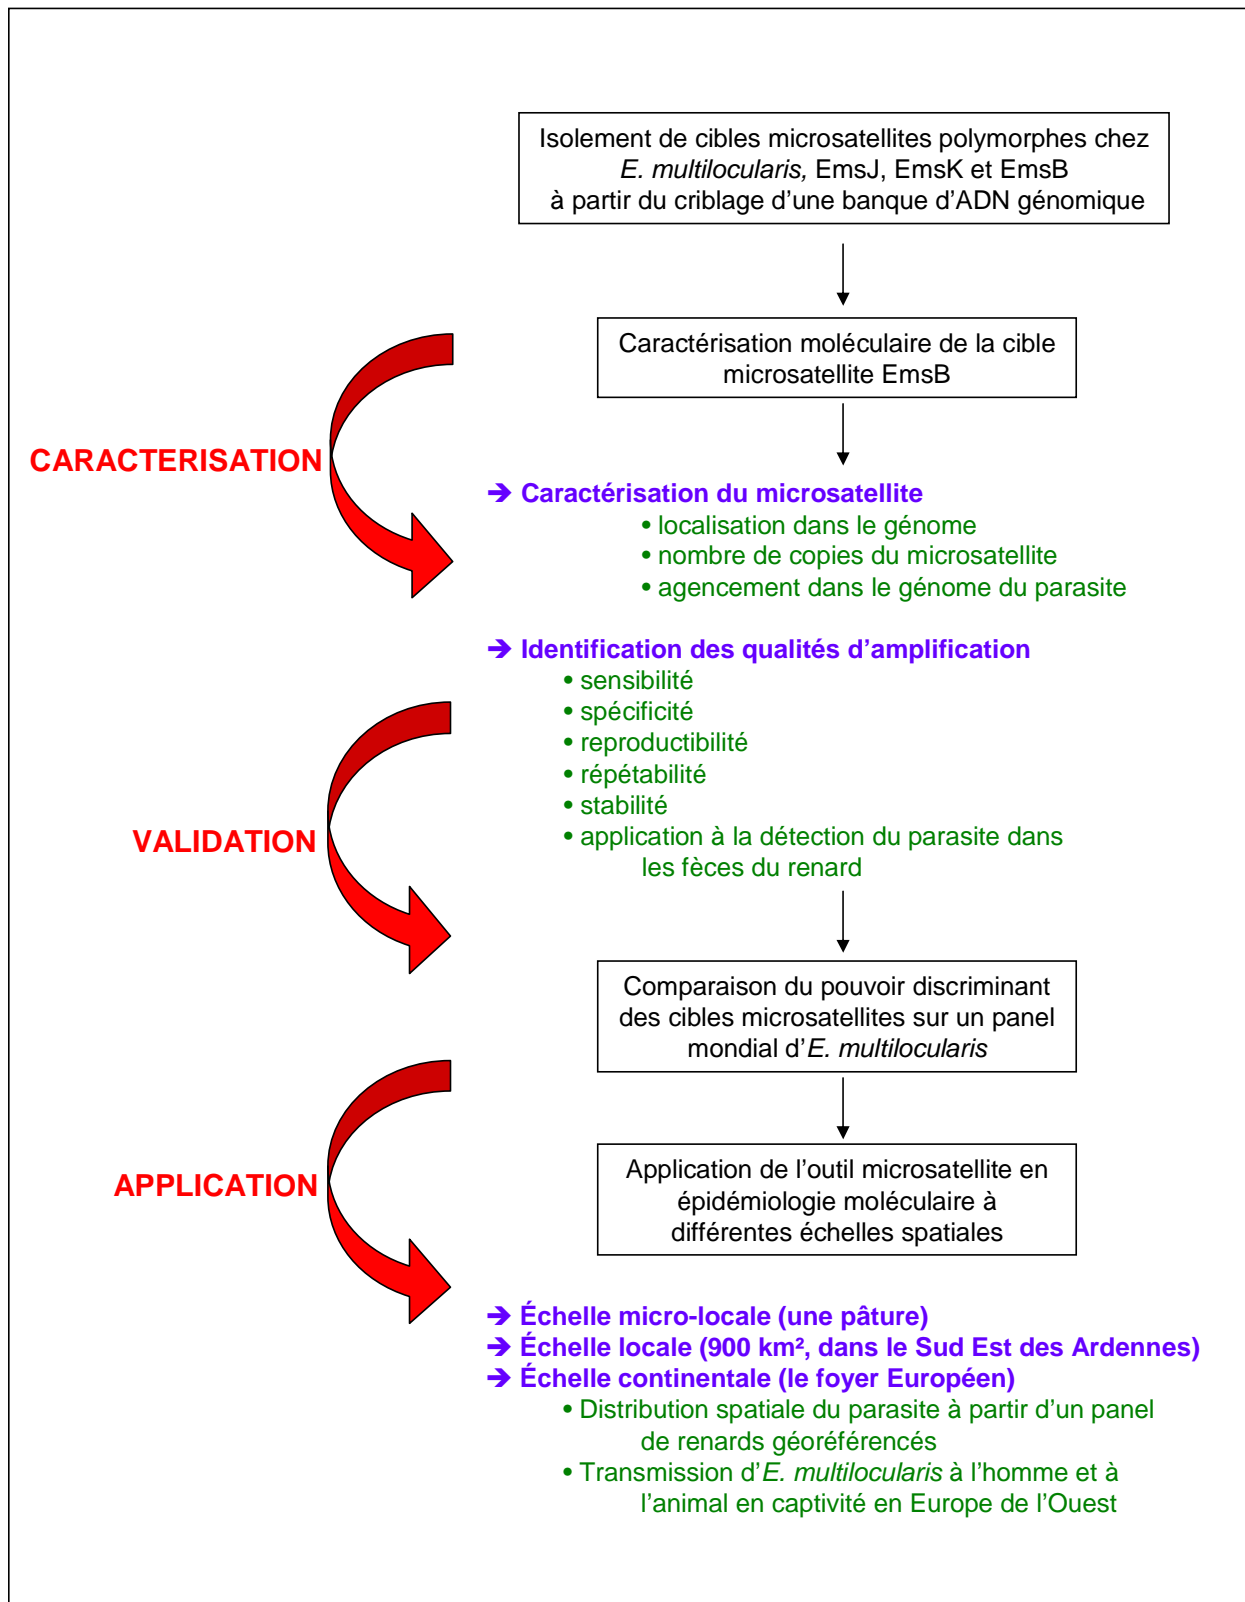 Isolement de cibles microsatellites polymorphes chez
E. multilocularis, EmsJ, EmsK et EmsB
à partir du criblage d’une banque d’ADN génomique
Caractérisation moléculaire de la cible
microsatellite EmsB
CARACTERISATION
➔ Caractérisation du microsatellite
• localisation dans le génome
• nombre de copies du microsatellite
• agencement dans le génome du parasite
➔ Identification des qualités d’amplification
• sensibilité
• spécificité
• reproductibilité
• répétabilité
• stabilité
• application à la détection du parasite dans
les fèces du renard
VALIDATION
Comparaison du pouvoir discriminant
des cibles microsatellites sur un panel
mondial d’E. multilocularis
APPLICATION
Application de l’outil microsatellite en
épidémiologie moléculaire à
différentes échelles spatiales
➔ Échelle micro-locale (une pâture)
➔ Échelle locale (900 km², dans le Sud Est des Ardennes)
➔ Échelle continentale (le foyer Européen)
• Distribution spatiale du parasite à partir d’un panel
de renards géoréférencés
• Transmission d’E. multilocularis à l’homme et à
l’animal en captivité en Europe de l’Ouest